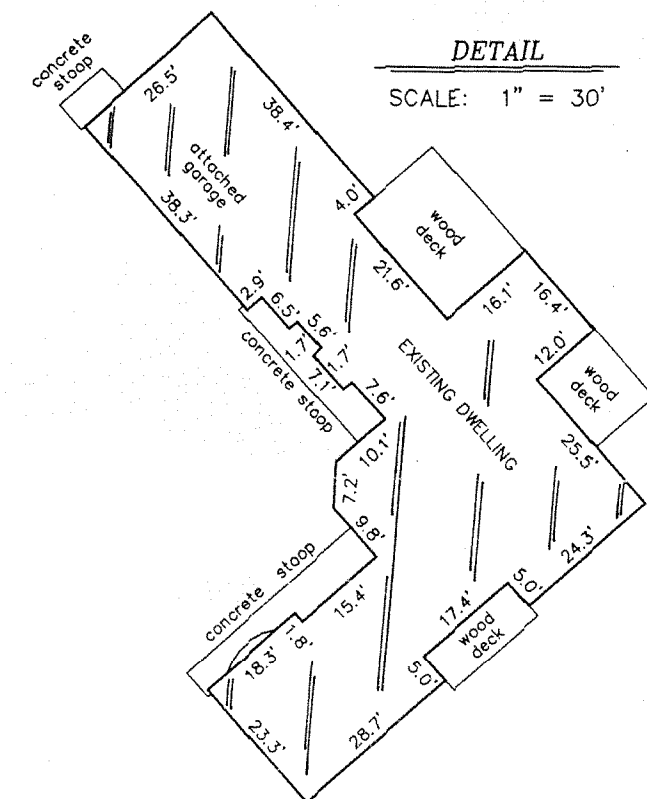 DETAIL
SCALE: 1" = 30'
concrete
stoop
26.5'
38.4'
attached
garage
38.3'
4.0'
wood
deck
21.6'
16.1'
16.4'
12.0'
wood
deck
2.9'
6.5'
5.6'
1.7'
1.7'
7.1'
7.6'
concrete stoop
EXISTING DWELLING
10.1'
7.2'
9.8'
25.5'
24.3'
5.0'
17.4'
wood
deck
5.0'
concrete stoop
15.4'
1.8'
18.3'
23.3'
28.7'